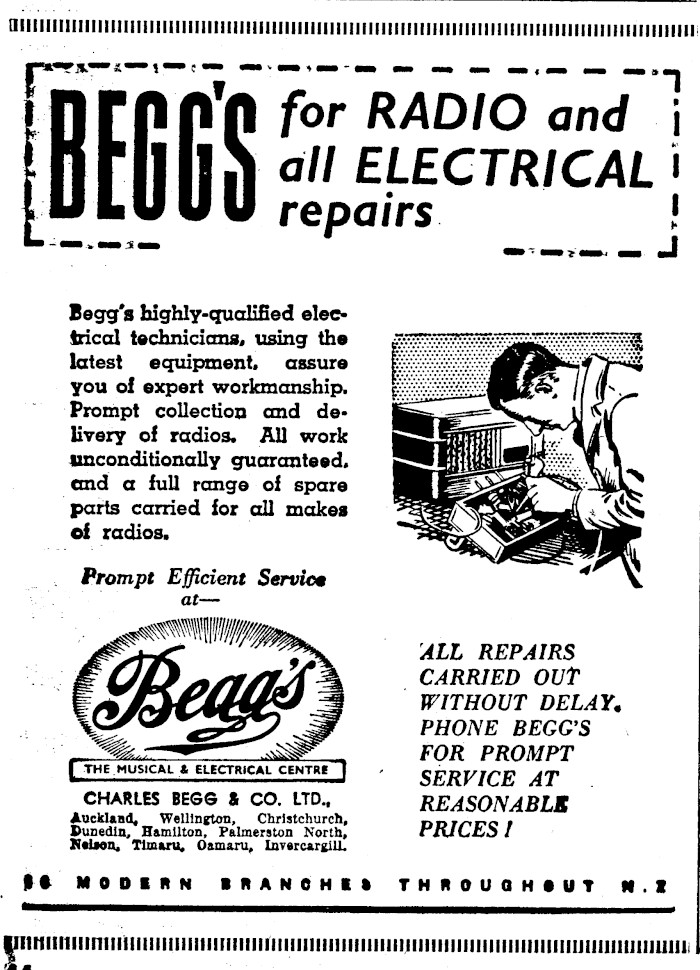 BEGG'S
for RADIO and
all ELECTRICAL
repairs
Begg's highly-qualified elec-
trical technicians, using the
latest equipment, assure
you of expert workmanship.
Prompt collection and de-
livery of radios. All work
unconditionally guaranteed,
and a full range of spare
parts carried for all makes
of radios.
Prompt Efficient Service
at—
Begg's
THE MUSICAL & ELECTRICAL CENTRE
CHARLES BEGG & CO. LTD.,
Auckland, Wellington, Christchurch,
Dunedin, Hamilton, Palmerston North,
Nelson, Timaru, Oamaru, Invercargill.
ALL REPAIRS
CARRIED OUT
WITHOUT DELAY.
PHONE BEGG'S
FOR PROMPT
SERVICE AT
REASONABLE
PRICES!
MODERN BRANCHES THROUGHOUT N.Z